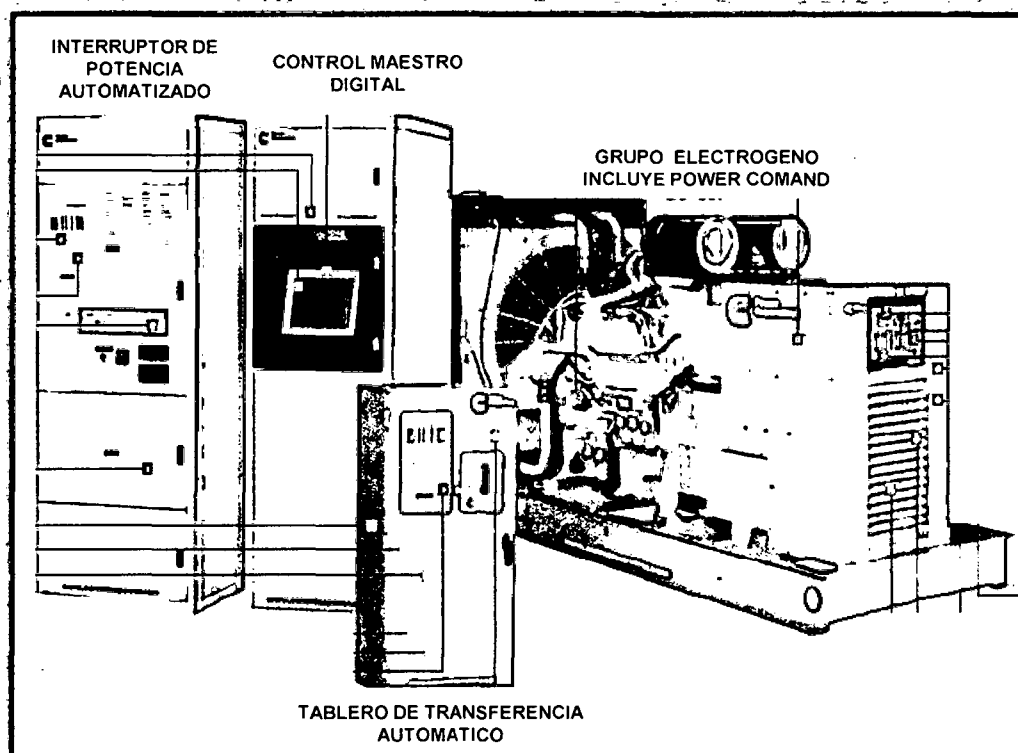 INTERRUPTOR DE
POTENCIA
AUTOMATIZADO
CONTROL MAESTRO
DIGITAL
GRUPO ELECTROGENO
INCLUYE POWER COMAND
TABLERO DE TRANSFERENCIA
AUTOMATICO